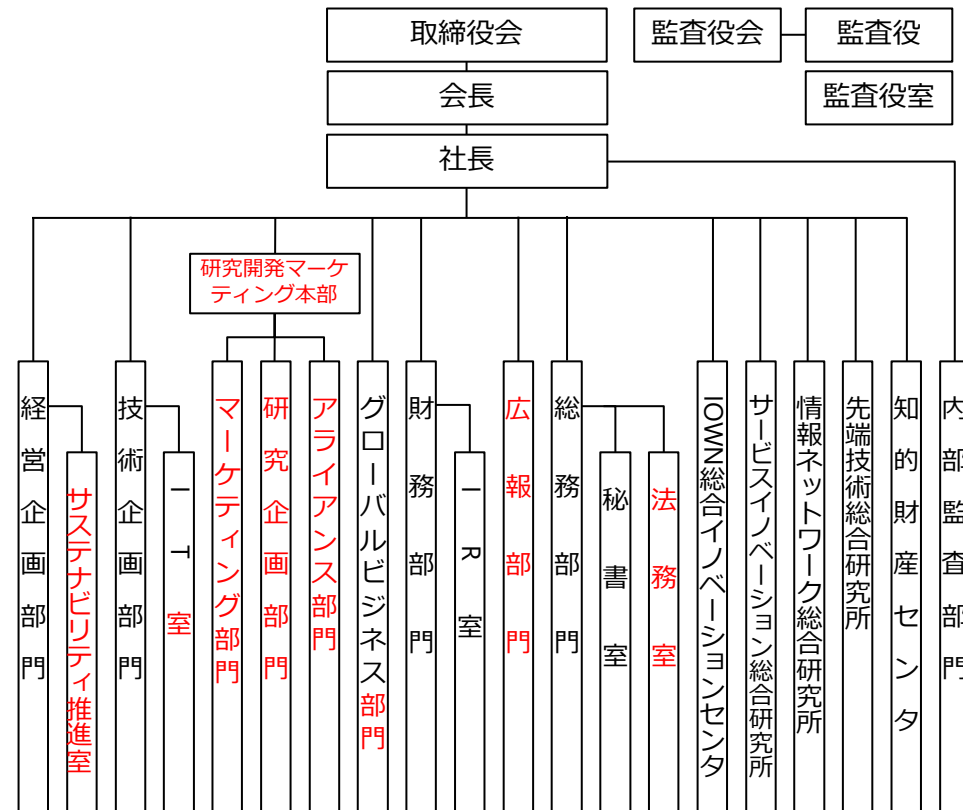 取締役会
監査役会
監査役
会長
監査役室
社長
研究開発マーケ
ティング本部
経営企画部門
サステナビリティ推進室
技術企画部門
IT室
マーケティング部門
研究企画部門
アライアンス部門
グローバルビジネス部門
財務部門
IR室
広報部門
総務部門
秘書室
法務室
IOWN総合イノベーションセンタ
サービスイノベーション総合研究所
情報ネットワーク総合研究所
先端技術総合研究所
知的財産センタ
内部監査部門